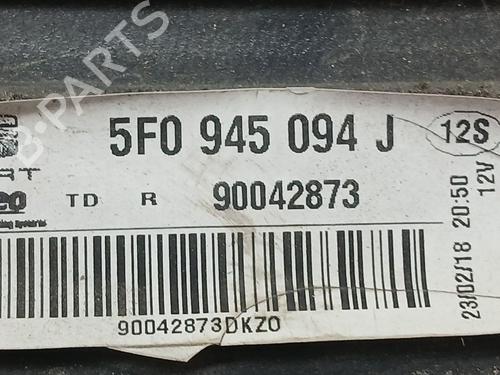 5F0 945 094 J
12S
TD R 90042873
90042873DKZ0
23/02/18 20:50
12V
B-PARTS